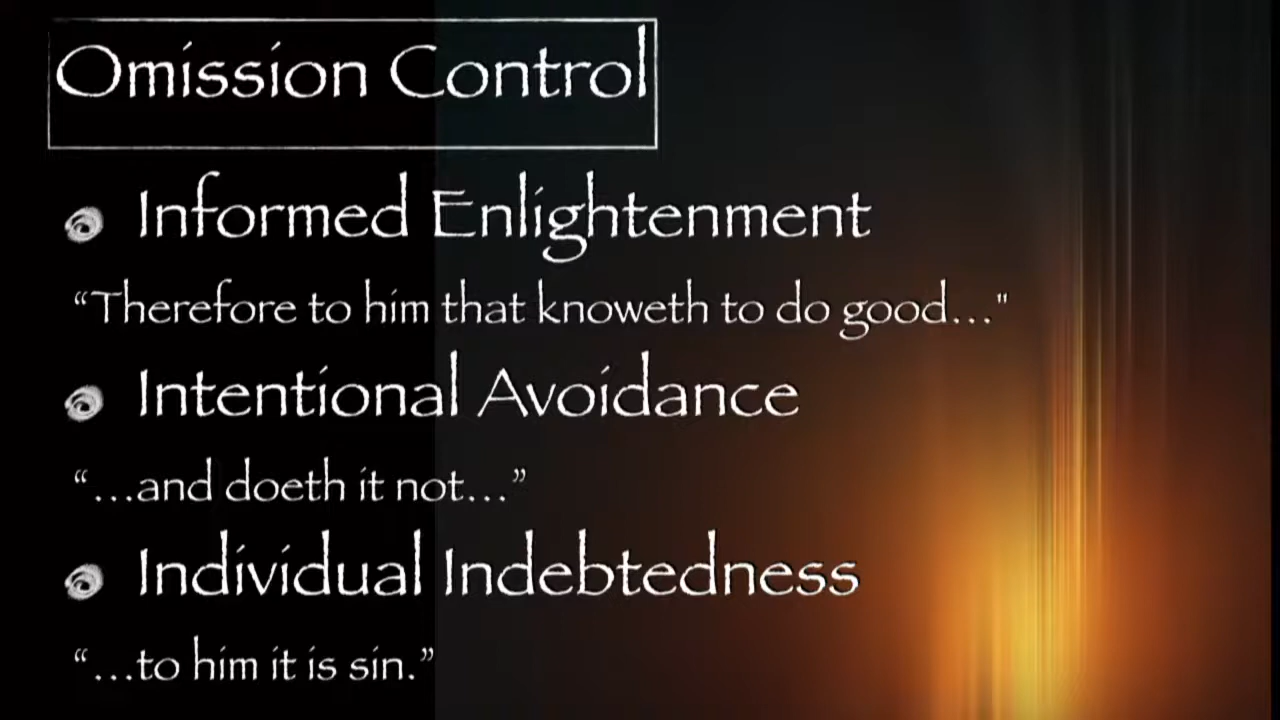 Omission Control
Informed Enlightenment
“Therefore to him that knoweth to do good..."
Intentional Avoidance
“...and doeth it not...”
Individual Indebtedness
“...to him it is sin.”